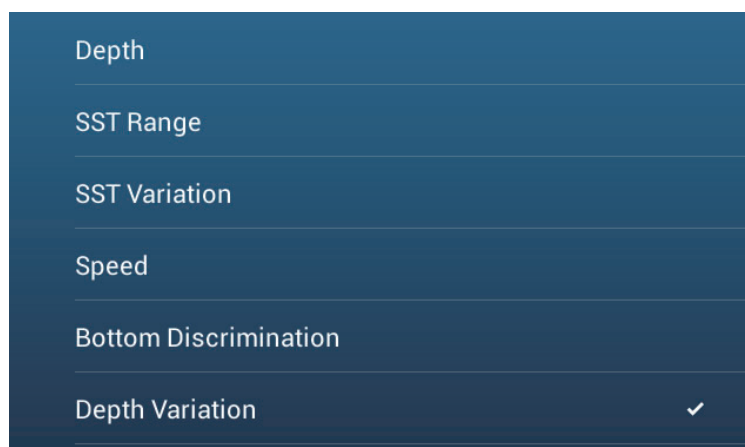 Depth
SST Range
SST Variation
Speed
Bottom Discrimination
Depth Variation